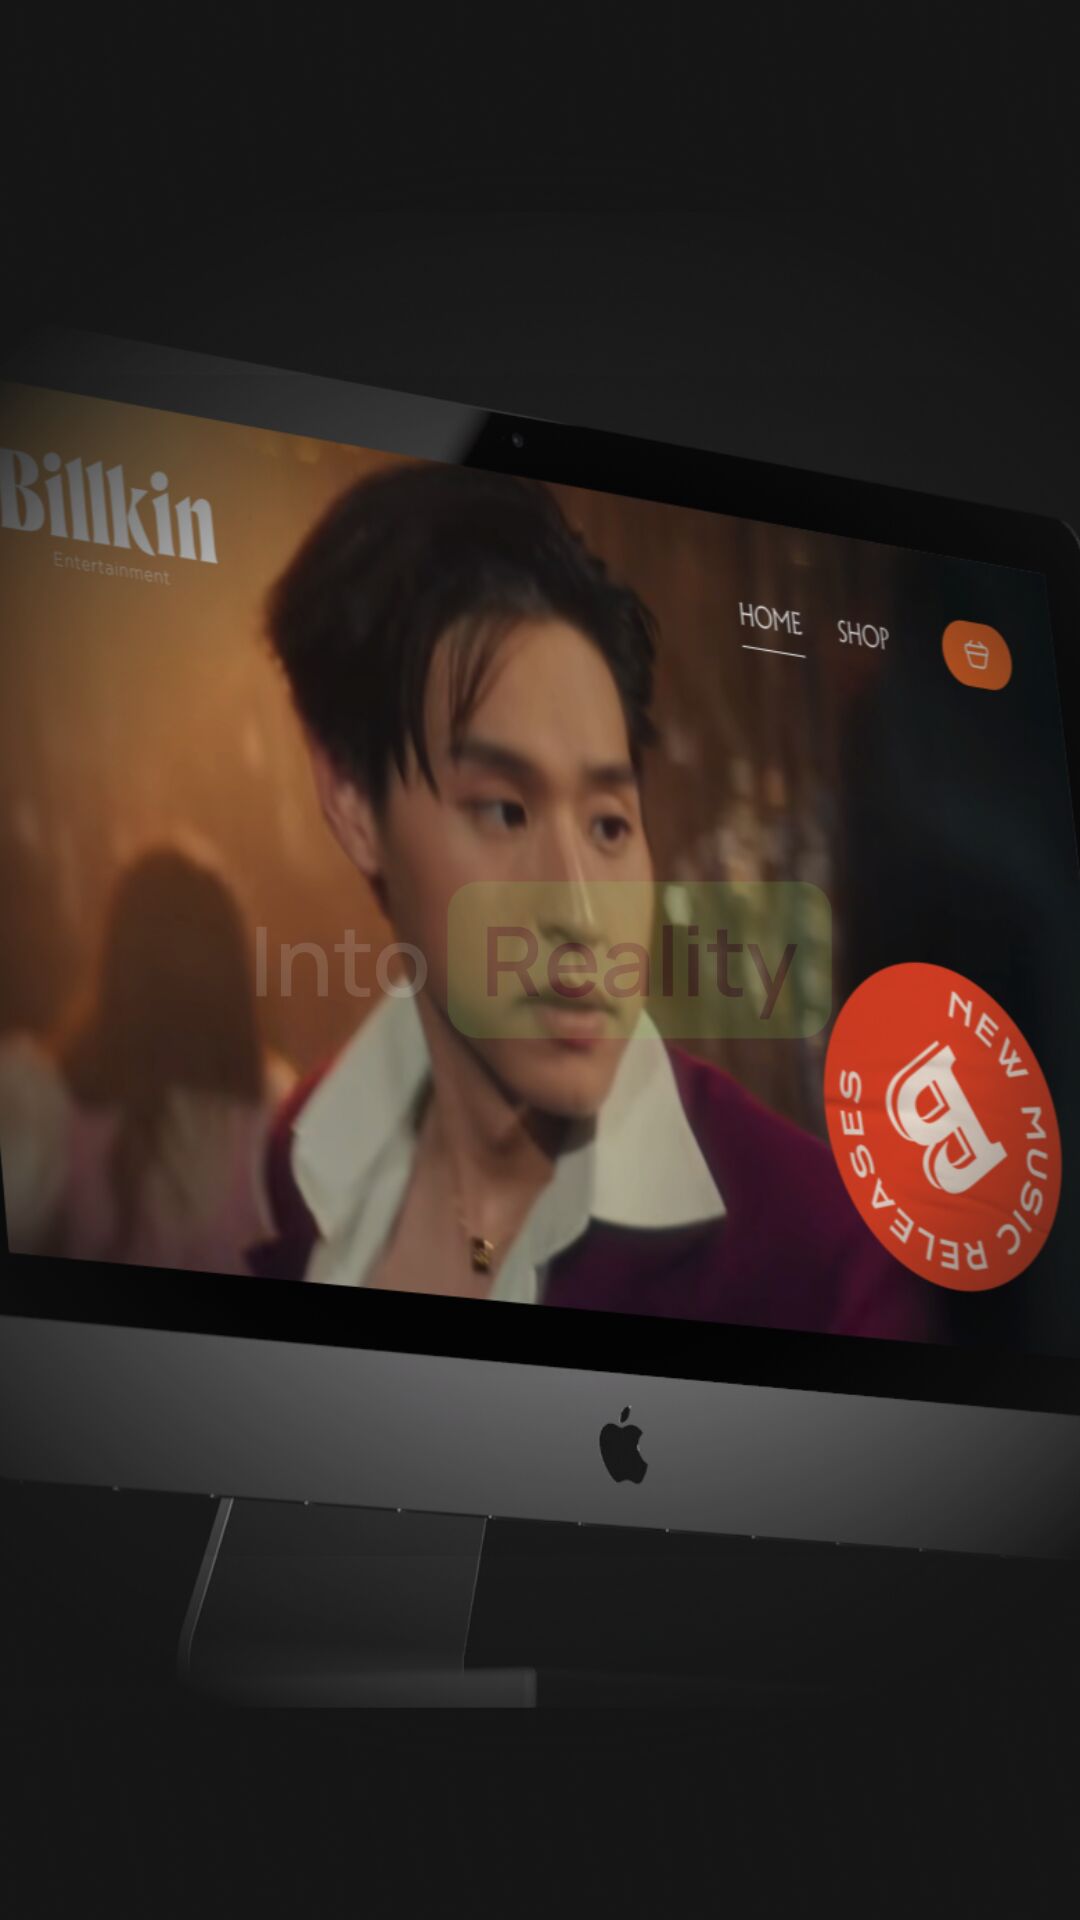 Billkin
Entertainment
HOME
SHOP
Into Reality
NEW MUSIC RELEASES
B